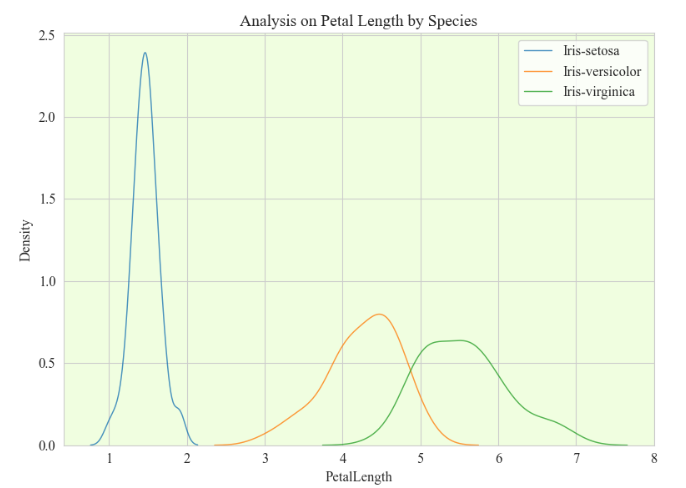 Analysis on Petal Length by Species
Iris-setosa
Iris-versicolor
Iris-virginica
2.5
2.0
1.5
1.0
0.5
0.0
Density
1 2 3 4 5 6 7 8
PetalLength